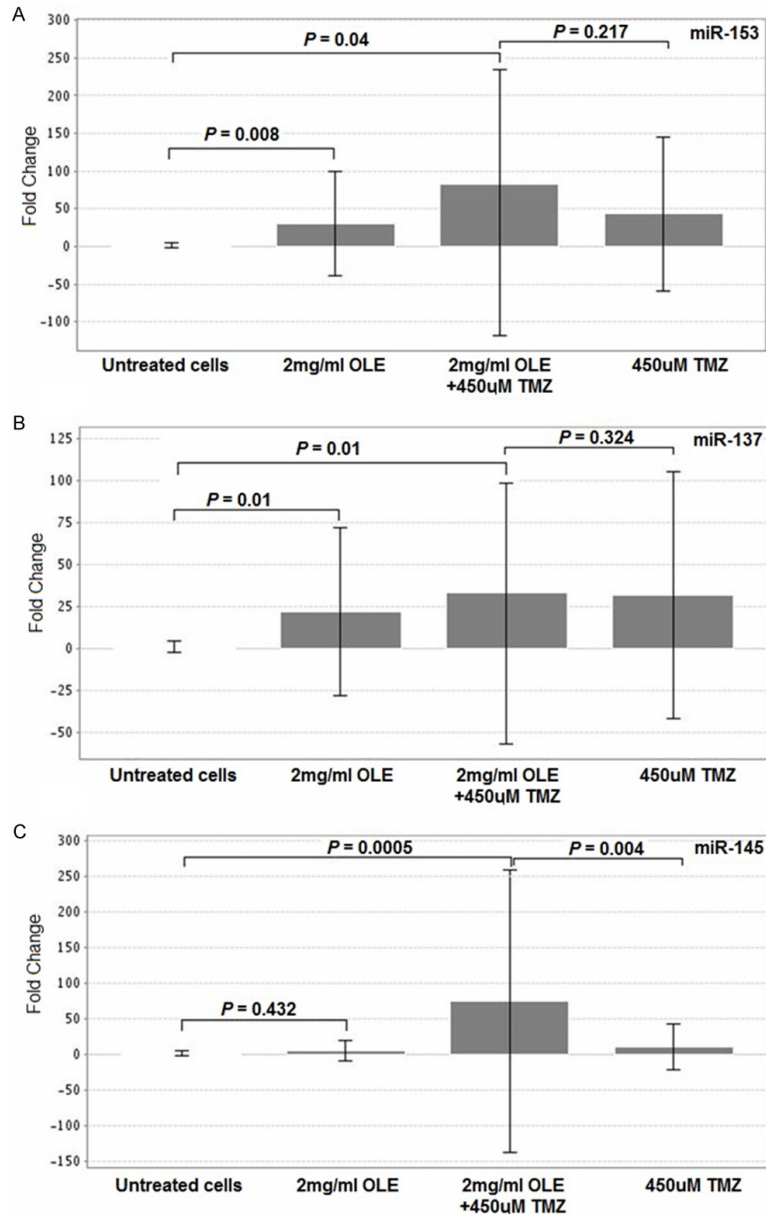 A
miR-153
P = 0.04
P = 0.217
P = 0.008
Fold Change
300
250
200
150
100
50
0
-50
-100
Untreated cells
2mg/ml OLE
2mg/ml OLE
+450uM TMZ
450uM TMZ
B
miR-137
P = 0.01
P = 0.324
P = 0.01
Fold Change
125
100
75
50
25
0
-25
-50
Untreated cells
2mg/ml OLE
2mg/ml OLE
+450uM TMZ
450uM TMZ
C
miR-145
P = 0.0005
P = 0.004
P = 0.432
Fold Change
300
250
200
150
100
50
0
-50
-100
-150
Untreated cells
2mg/ml OLE
2mg/ml OLE
+450uM TMZ
450uM TMZ